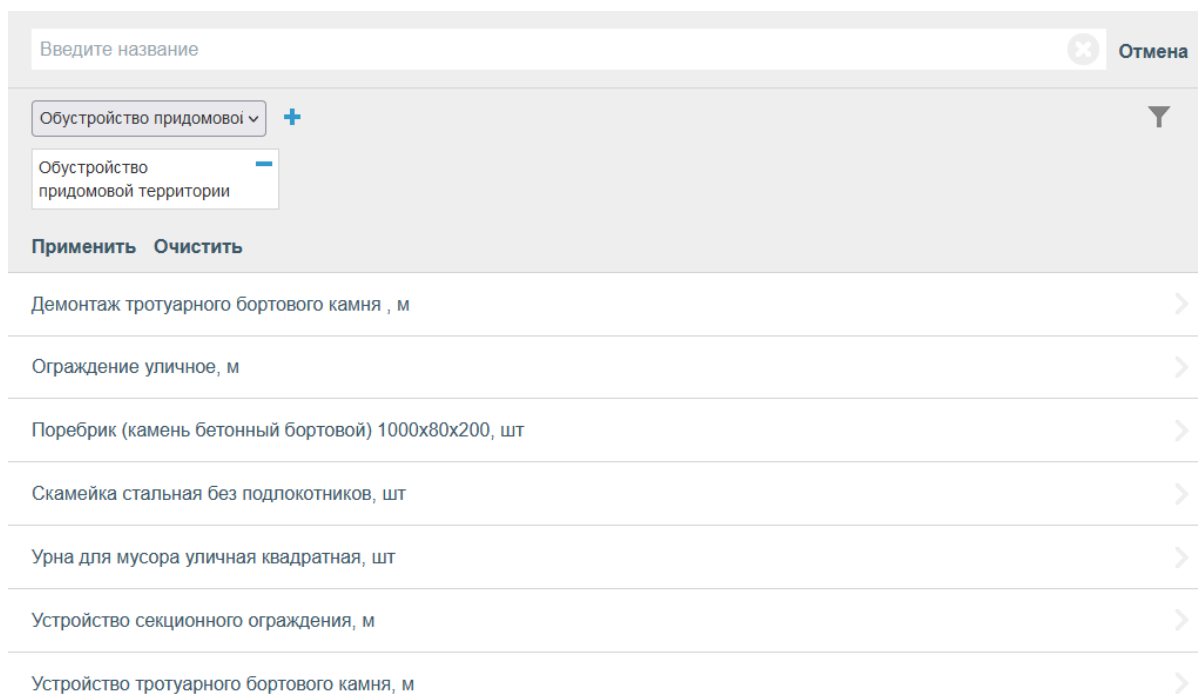 Введите название
Отмена
Обустройство придомовой
Обустройство
придомовой территории
Применить Очистить
Демонтаж тротуарного бортового камня , м
Ограждение уличное, м
Поребрик (камень бетонный бортовой) 1000х80х200, шт
Скамейка стальная без подлокотников, шт
Урна для мусора уличная квадратная, шт
Устройство секционного ограждения, м
Устройство тротуарного бортового камня, м